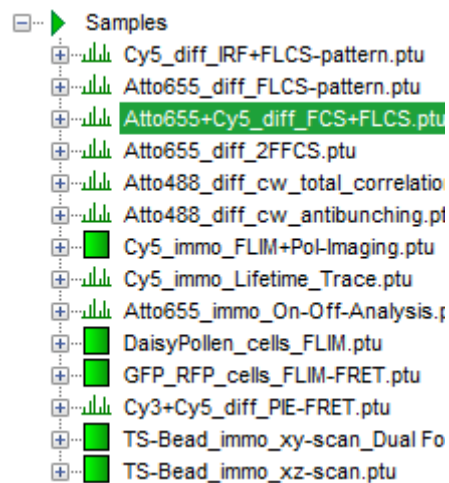 Samples
Cy5_diff_IRF+FLCS-pattern.ptu
Atto655_diff_FLCS-pattern.ptu
Atto655+Cy5_diff_FCS+FLCS.ptu
Atto655_diff_2FFCS.ptu
Atto488_diff_cw_total_correlatio
Atto488_diff_cw_antibunching.pt
Cy5_immo_FLIM+Pol-Imaging.ptu
Cy5_immo_Lifetime_Trace.ptu
Atto655_immo_On-Off-Analysis.p
DaisyPollen_cells_FLIM.ptu
GFP_RFP_cells_FLIM-FRET.ptu
Cy3+Cy5_diff_PIE-FRET.ptu
TS-Bead_immo_xy-scan_Dual Fo
TS-Bead_immo_xz-scan.ptu